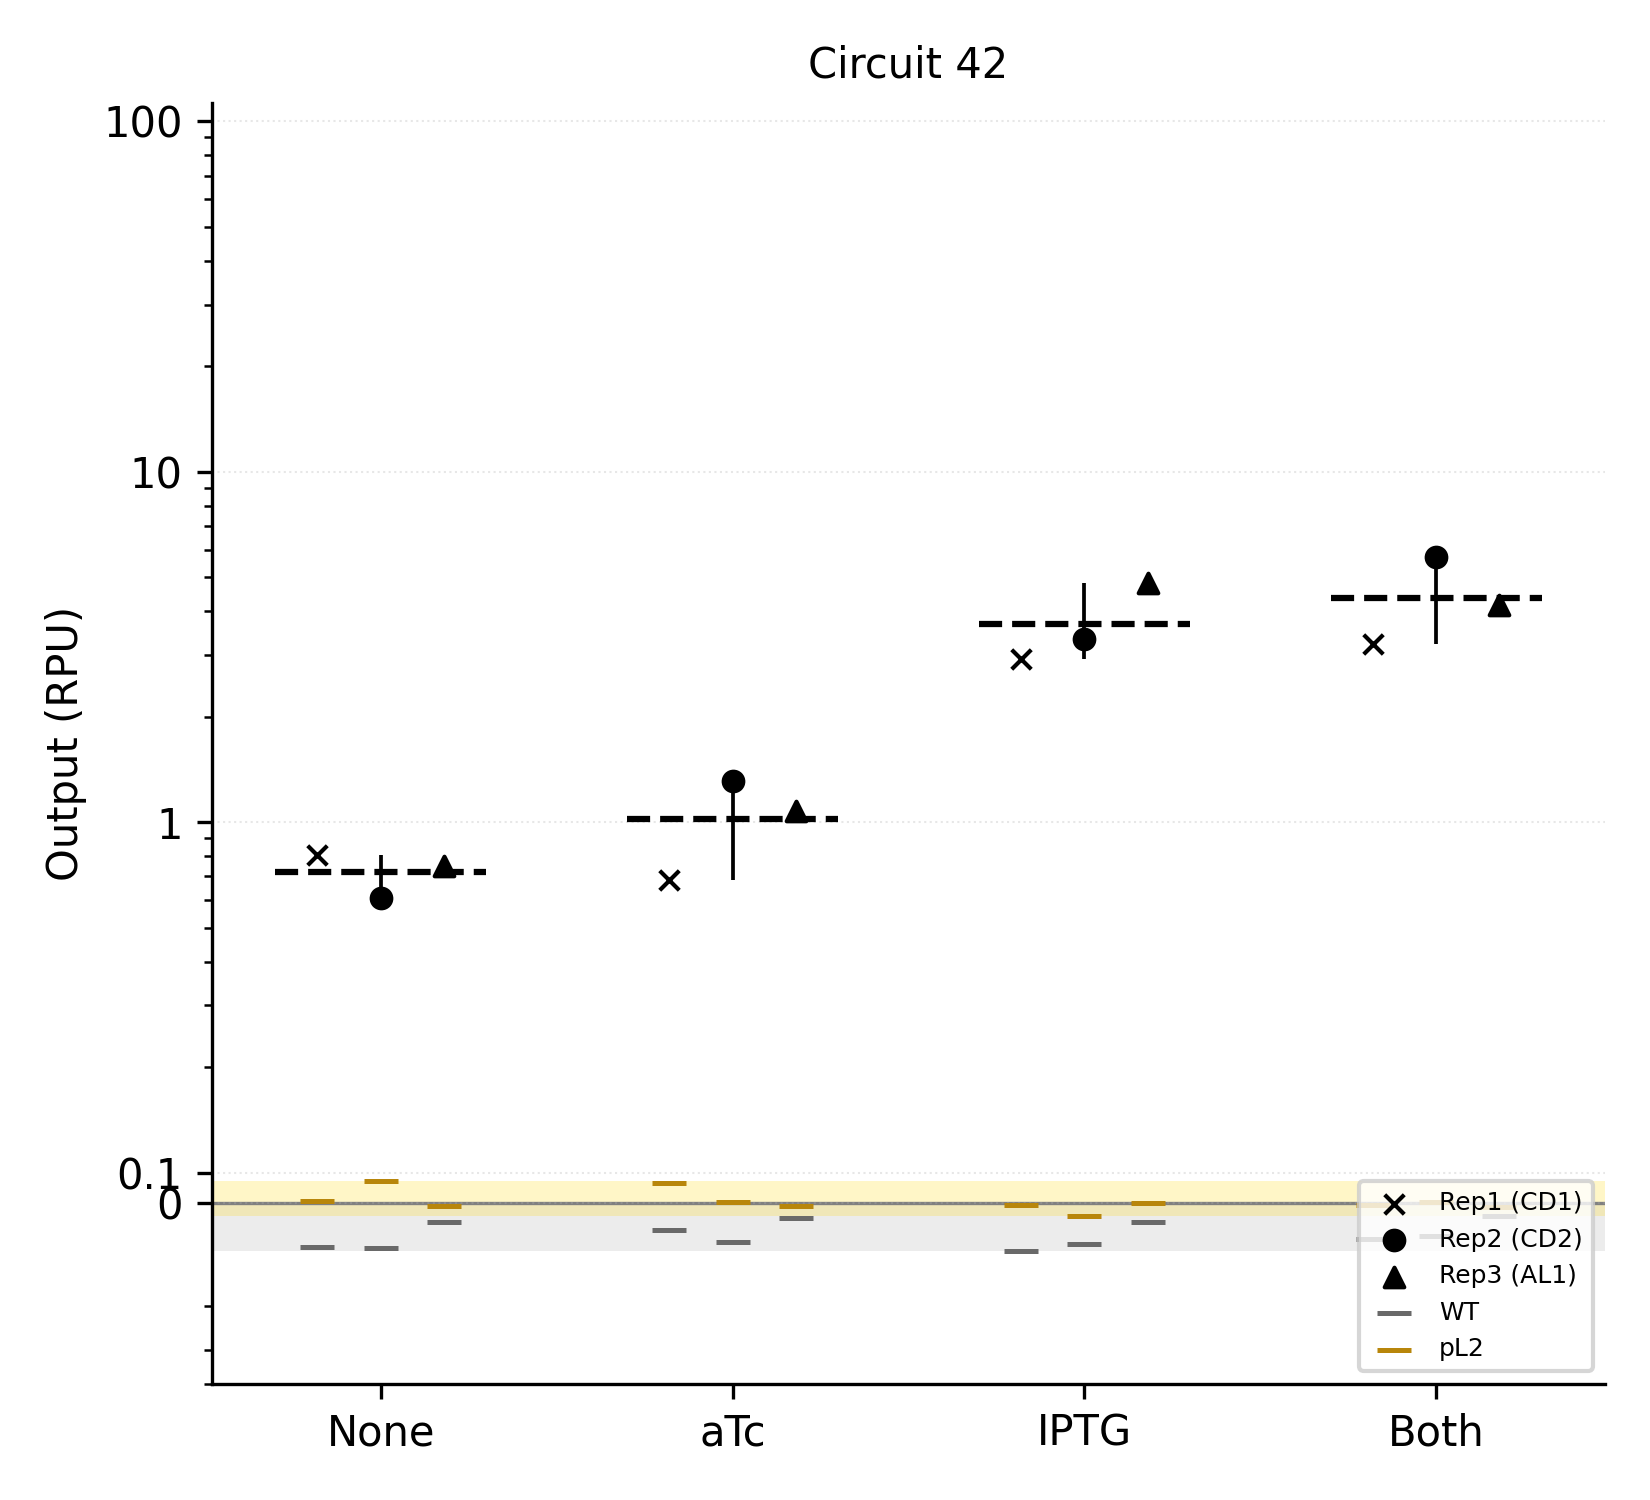 Circuit 42
Output (RPU)
100
10
1
0.1
0
None
aTc
IPTG
Both
Rep1 (CD1)
Rep2 (CD2)
Rep3 (AL1)
WT
pL2